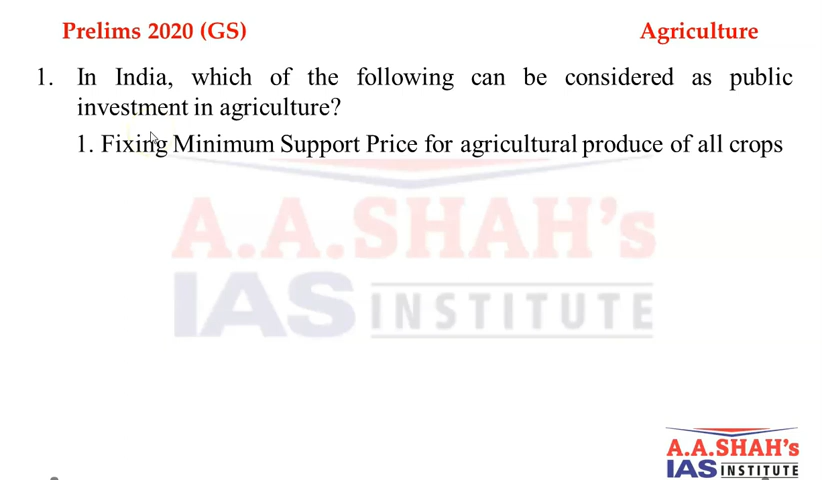 Prelims 2020 (GS) Agriculture
1. In India, which of the following can be considered as public
investment in agriculture?
1. Fixing Minimum Support Price for agricultural produce of all crops
A.A.SHAH's
IAS INSTITUTE
A.A.SHAH's
IAS INSTITUTE